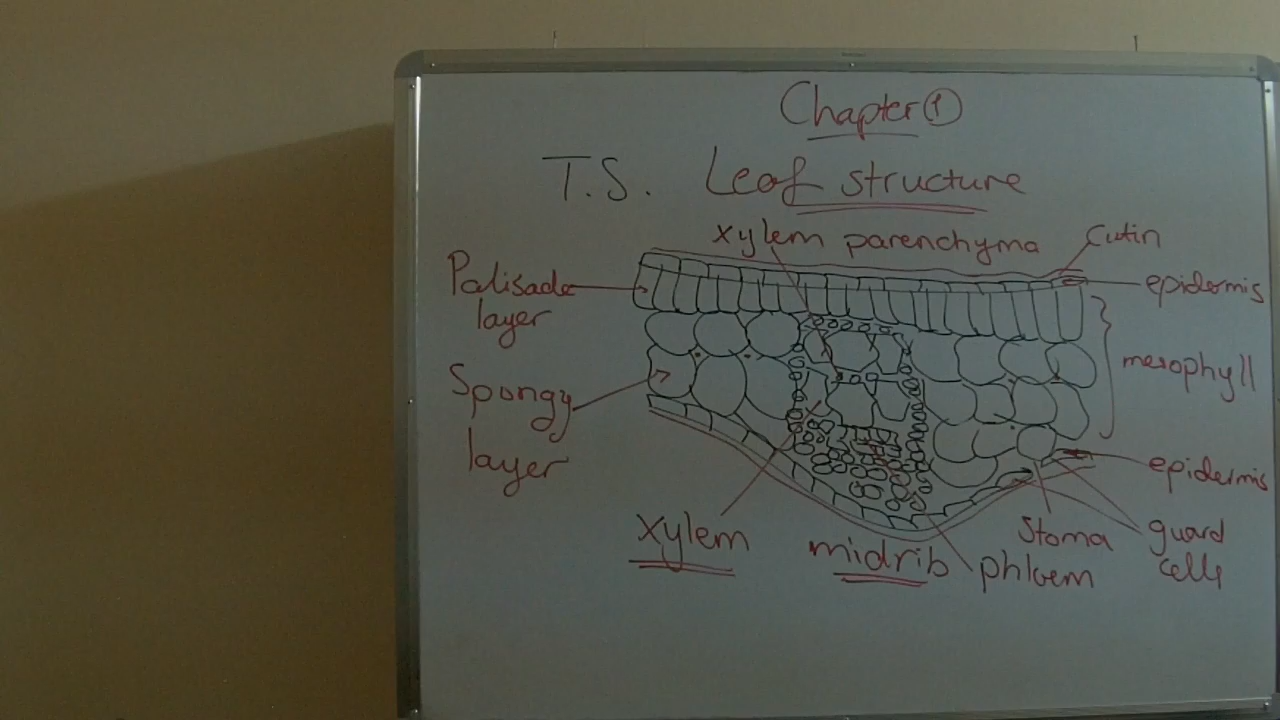 Chapter ①
T.S. Leaf structure
xylem parenchyma
Cutin
Palisade
layer
epidermis
mesophyll
Spongy
layer
epidermis
xylem
midrib
phloem
Stoma
guard
cells